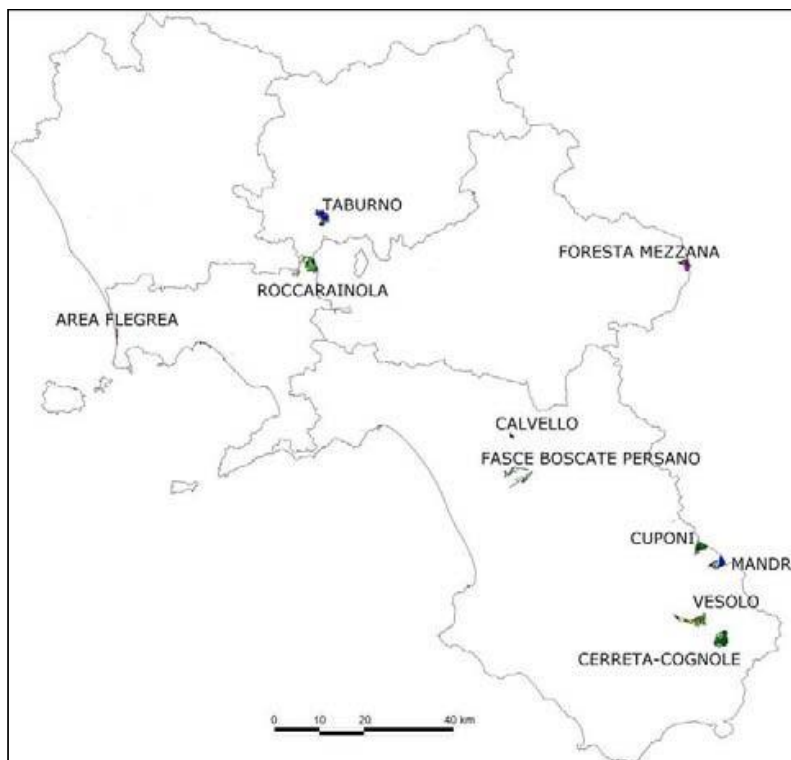 TABURNO
FORESTA MEZZANA
ROCCARAINOLA
AREA FLEGREA
CALVELLO
FASCE BOSCATE PERSANO
CUPONI
MANDR
VESOLO
CERRETA-COGNOLE
0 10 20 40 km